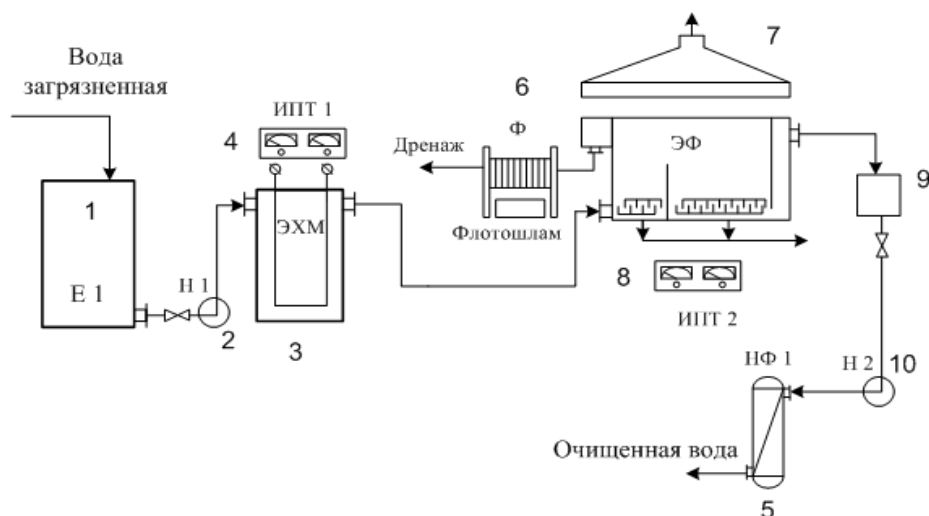 Вода
загрязненная
1
Е 1
Н 1
2
4
ИПТ 1
ЭХМ
3
6
Ф
Дренаж
Флотошлам
7
ЭФ
8
ИПТ 2
9
Н 2
10
НФ 1
Очищенная вода
5